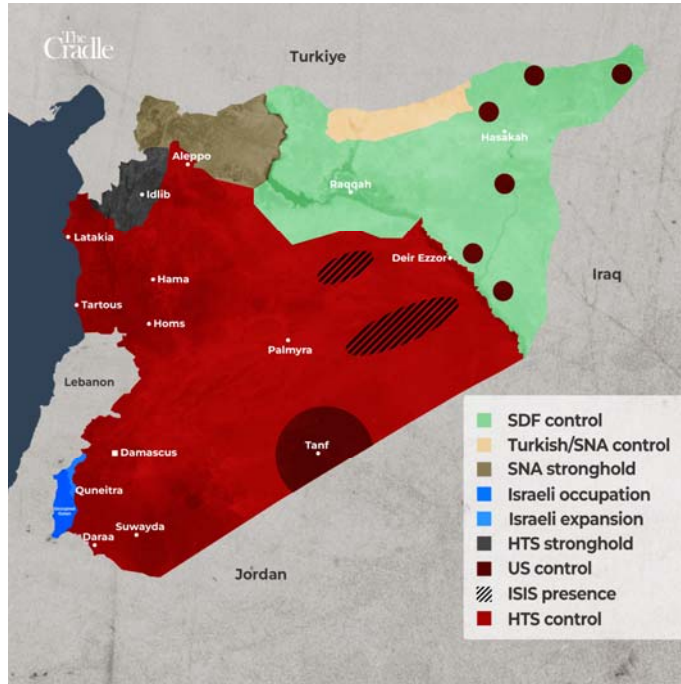 The
Cradle
Turkiye
Hasakah
Aleppo
Raqqah
Idlib
Latakia
Deir Ezzor
Iraq
Hama
Tartous
Homs
Palmyra
Lebanon
Tanf
Damascus
Quneitra
Suwayda
Daraa
Jordan
SDF control
Turkish/SNA control
SNA stronghold
Israeli occupation
Israeli expansion
HTS stronghold
US control
ISIS presence
HTS control